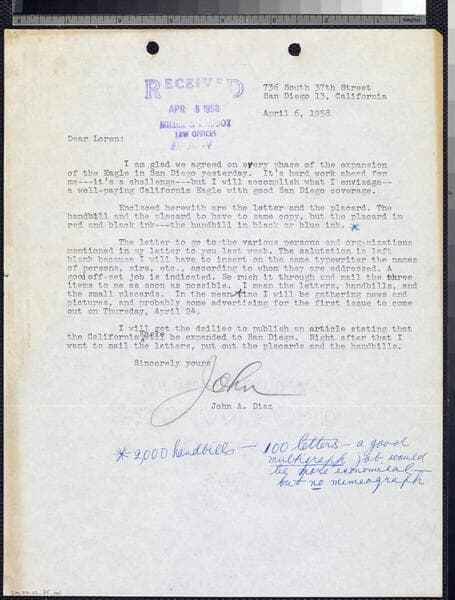 RECEIVED
APR 8 1958
LAW OFFICES
736 South 37th Street
San Diego 13, California
April 6, 1958
Dear Loren:
I am glad we agreed on evry phase of the expansion
of the Eagle in San Diego yesterday. It's hard work ahead for
me---it's a challenge---but I will accomplish what I envisage--
a well-paying California Eagle with good San Diego coverage.
Enclsoed herewith are the letter and the placard. The
handbill and the placard to have same copy, but the placard in
red and black ink---the handbill in black or blue ink. *
The letter to go to the various persons and organizations
mentioned in my letter to you last week. The salutation is left
blank because I will have to insert on the same typewriter the names
of persons, sirs, etc., according to whom they are addressed. A
good off-set job is indicated. So rush it through and mail the three
items to me as soon as possible. I mean the letters, handbills, and
the small placards. In the meantime I will be gathering news and
pictures, and probably some advertising for the first issue to come
out on Thursday, April 24.
I will get the dailies to publish an article stating that
the California Eagle will be expanded to San Diego. Right after that I
want to mail the letters, put out the placards and the handbills.
Sincerely yours
John
John A. Diaz
* 2,000 handbills — 100 letters — a good
multigraph job would
be more economical —
but no mimeograph